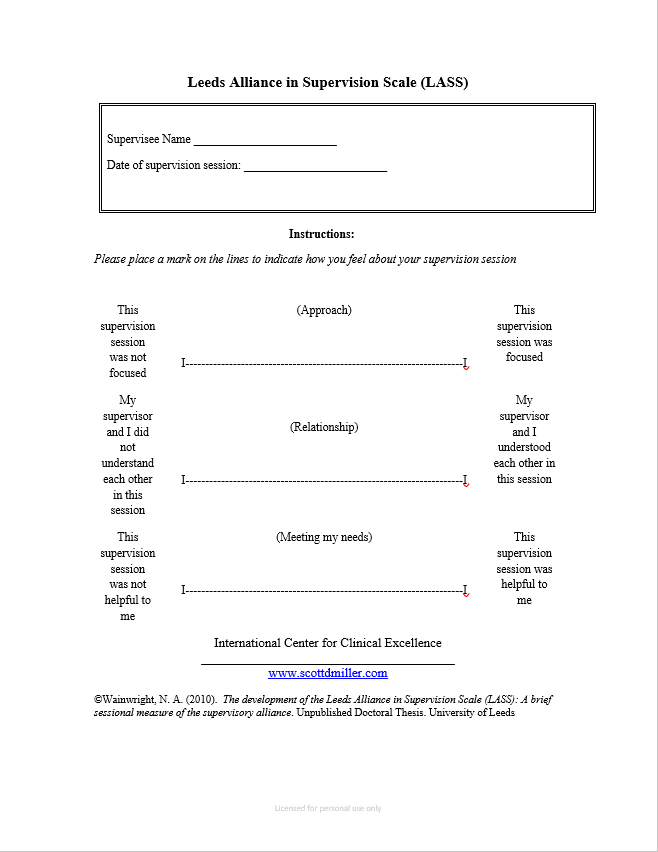 Leeds Alliance in Supervision Scale (LASS)
Supervisee Name ________________________
Date of supervision session: ________________________
Instructions:
Please place a mark on the lines to indicate how you feel about your supervision session
This
supervision
session
was not
focused
(Approach)
I----------------------------------------------------------------------I
This
supervision
session was
focused
My
supervisor
and I did
not
understand
each other
in this
session
(Relationship)
I----------------------------------------------------------------------I
My
supervisor
and I
understood
each other in
this session
This
supervision
session
was not
helpful to
me
(Meeting my needs)
I----------------------------------------------------------------------I
This
supervision
session was
helpful to
me
International Center for Clinical Excellence
__________________________________________
www.scottdmiller.com
©Wainwright, N. A. (2010).  The development of the Leeds Alliance in Supervision Scale (LASS): A brief
sessional measure of the supervisory alliance. Unpublished Doctoral Thesis. University of Leeds
Licensed for personal use only